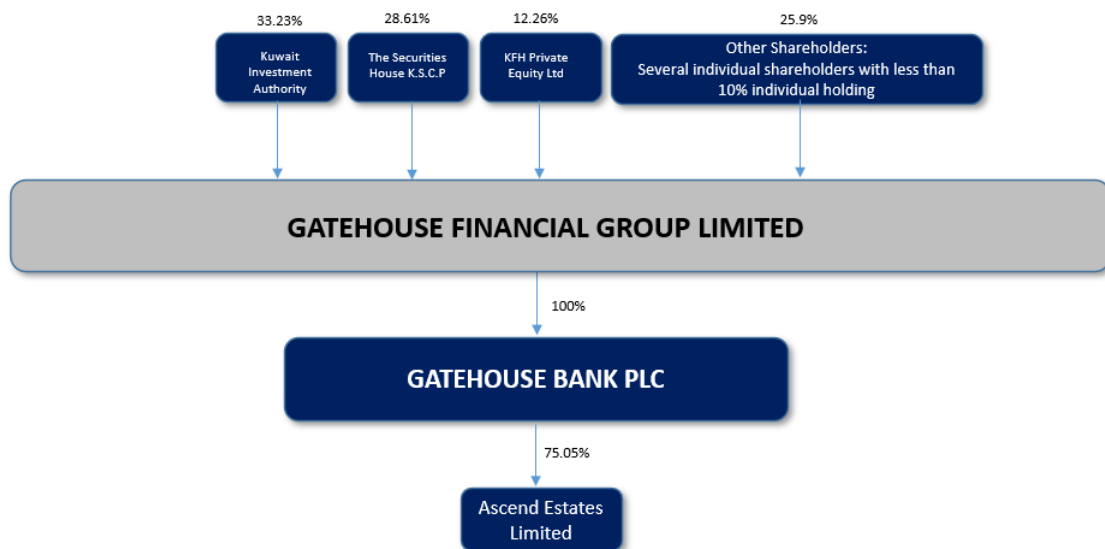 33.23%
28.61%
12.26%
25.9%
Kuwait
Investment
Authority
The Securities
House K.S.C.P
KFH Private
Equity Ltd
Other Shareholders:
Several individual shareholders with less than
10% individual holding
GATEHOUSE FINANCIAL GROUP LIMITED
100%
GATEHOUSE BANK PLC
75.05%
Ascend Estates
Limited